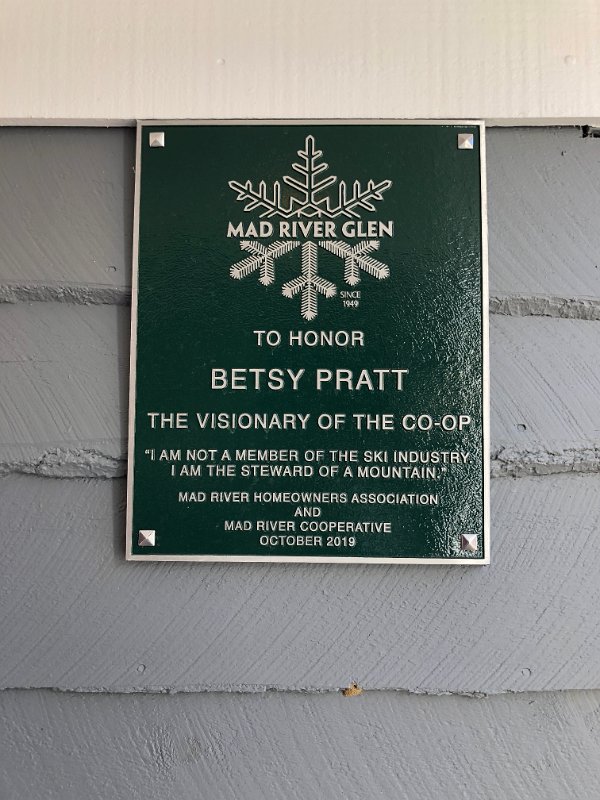 MAD RIVER GLEN
SINCE
1949
TO HONOR
BETSY PRATT
THE VISIONARY OF THE CO-OP
"I AM NOT A MEMBER OF THE SKI INDUSTRY.
I AM THE STEWARD OF A MOUNTAIN."
MAD RIVER HOMEOWNERS ASSOCIATION
AND
MAD RIVER COOPERATIVE
OCTOBER 2019